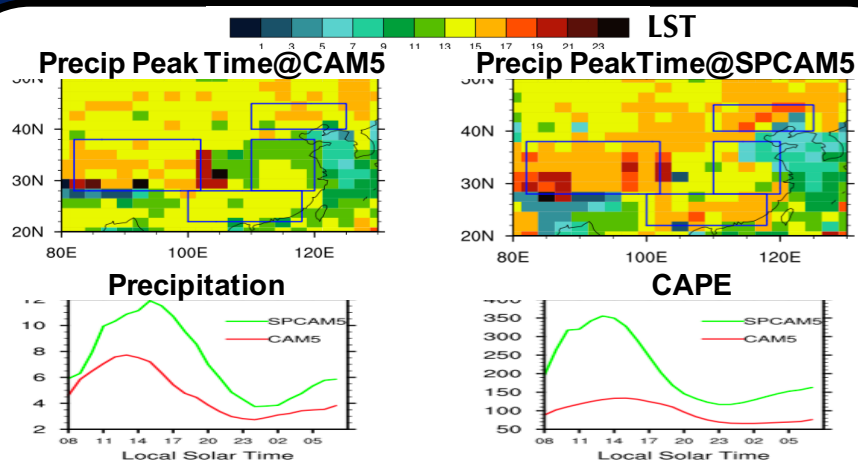 LST
1 3 5 7 9 11 13 15 17 19 21 23
Precip Peak Time@CAM5
Precip PeakTime@SPCAM5
50N
40N
30N
20N
80E 100E 120E
50N
40N
30N
20N
80E 100E 120E
Precipitation
CAPE
12
10
8
6
4
2
SPCAM5
CAM5
08 11 14 17 20 23 02 05
Local Solar Time
400
350
300
250
200
150
100
50
SPCAM5
CAM5
08 11 14 17 20 23 02 05
Local Solar Time